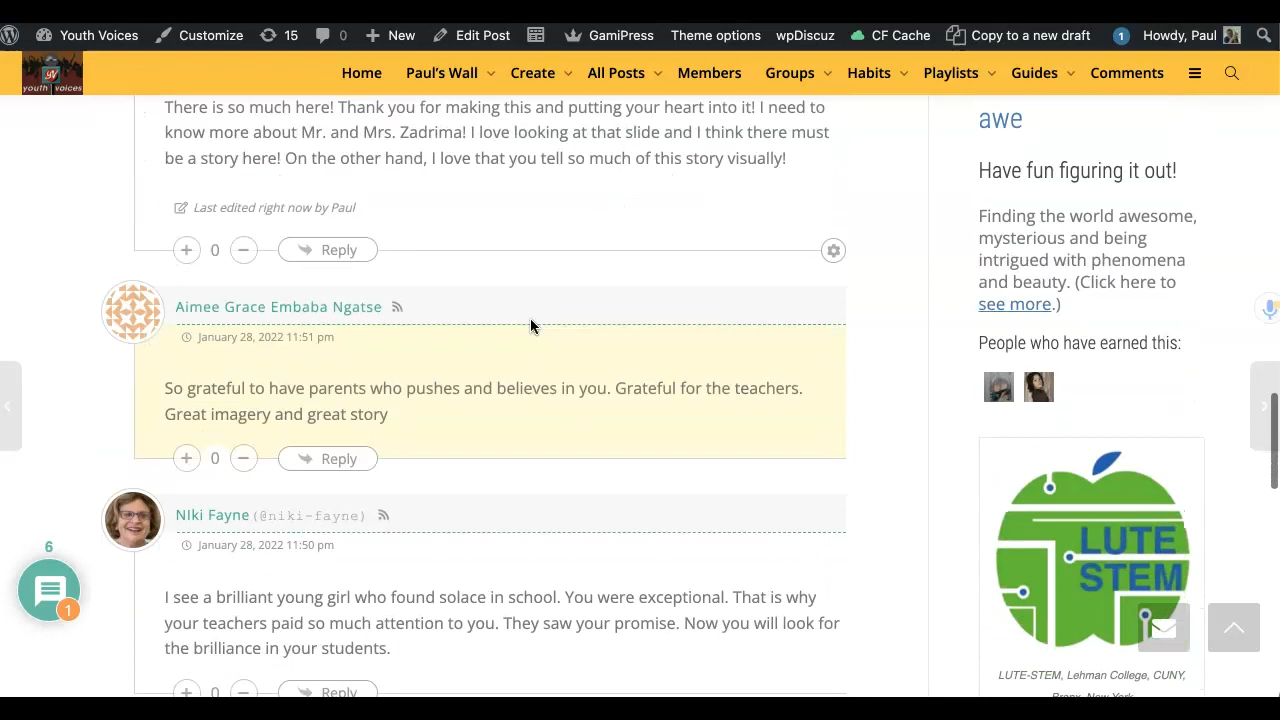 Youth Voices Customize 15 0 New Edit Post GamiPress Theme options wpDiscuz CF Cache Copy to a new draft 1 Howdy, Paul
youth voices
Home Paul's Wall Create All Posts Members Groups Habits Playlists Guides Comments
There is so much here! Thank you for making this and putting your heart into it! I need to
know more about Mr. and Mrs. Zadrima! I love looking at that slide and I think there must
be a story here! On the other hand, I love that you tell so much of this story visually!
Last edited right now by Paul
0 Reply
Aimee Grace Embaba Ngatse
January 28, 2022 11:51 pm
So grateful to have parents who pushes and believes in you. Grateful for the teachers.
Great imagery and great story
0 Reply
NIki Fayne (@niki-fayne)
January 28, 2022 11:50 pm
I see a brilliant young girl who found solace in school. You were exceptional. That is why
your teachers paid so much attention to you. They saw your promise. Now you will look for
the brilliance in your students.
0 Reply
6
1
awe
Have fun figuring it out!
Finding the world awesome,
mysterious and being
intrigued with phenomena
and beauty. (Click here to
see more.)
People who have earned this:
LUTE
STEM
LUTE-STEM, Lehman College, CUNY,
Bronx, New York